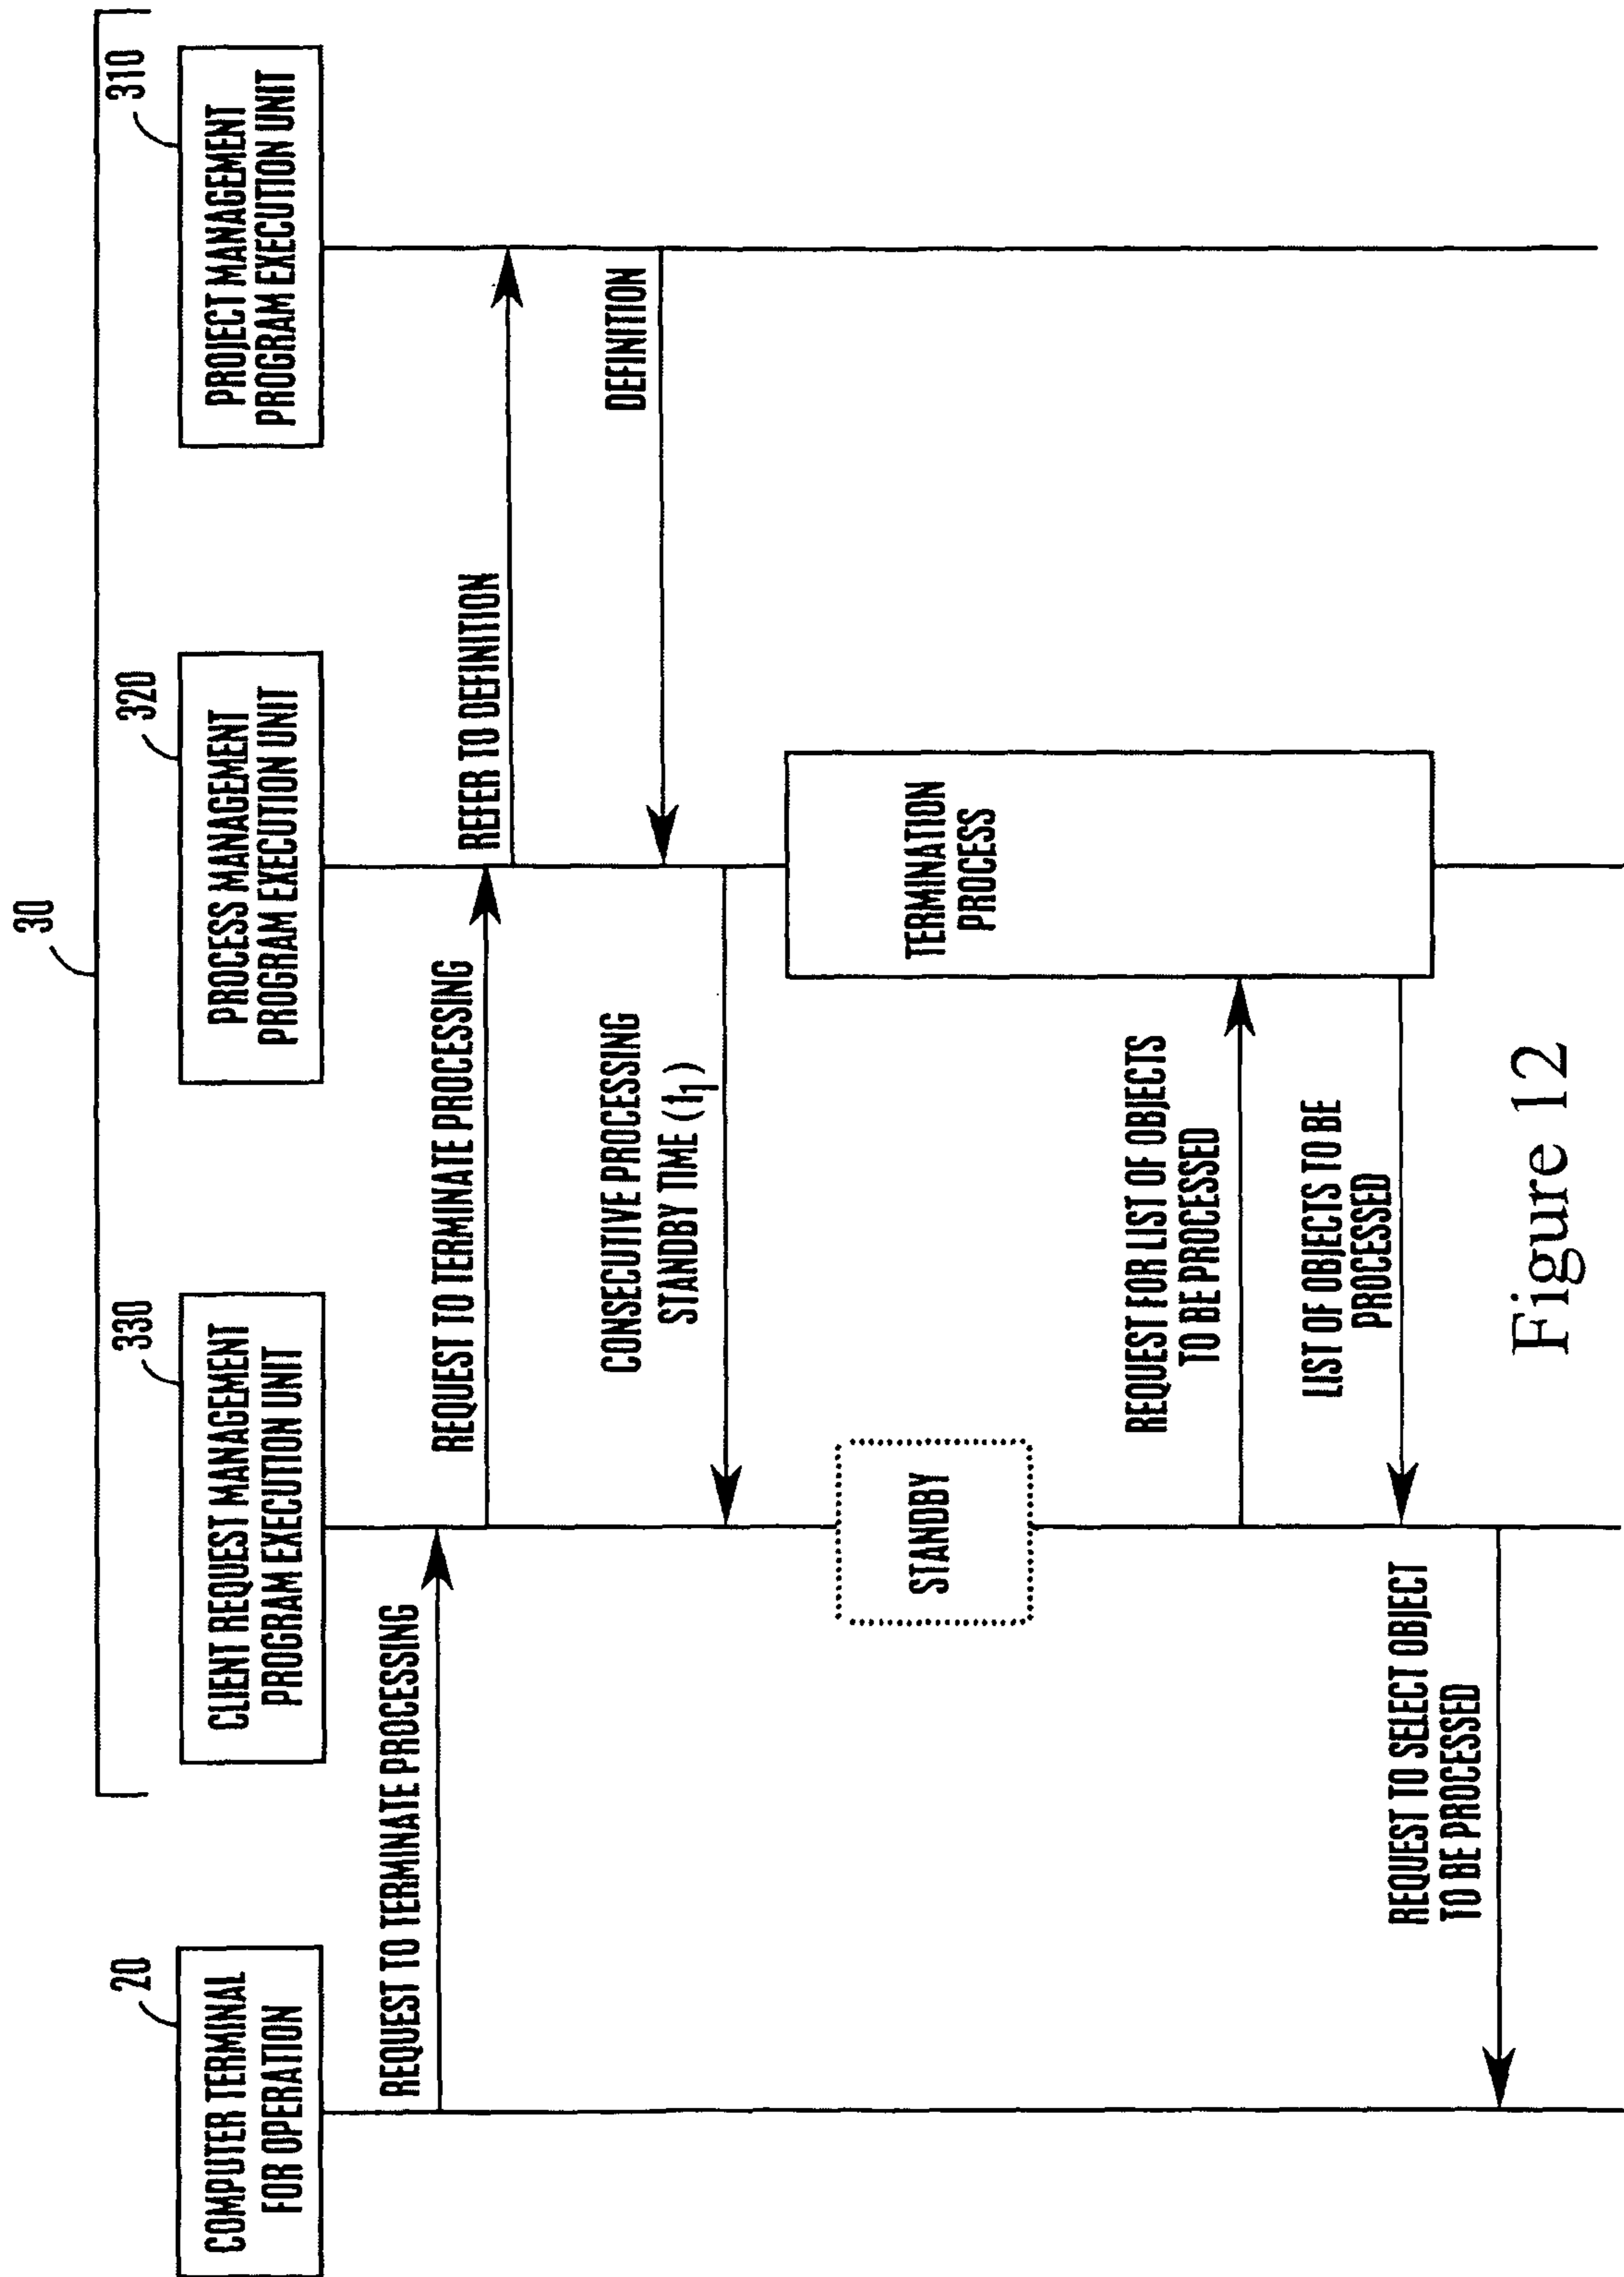 30
20
330
320
310
COMPUTER TERMINAL
FOR OPERATION
CLIENT REQUEST MANAGEMENT
PROGRAM EXECUTION UNIT
PROCESS MANAGEMENT
PROGRAM EXECUTION UNIT
PROJECT MANAGEMENT
PROGRAM EXECUTION UNIT
REQUEST TO TERMINATE PROCESSING
REQUEST TO TERMINATE PROCESSING
REFER TO DEFINITION
DEFINITION
CONSECUTIVE PROCESSING
STANDBY TIME (t1)
STANDBY
TERMINATION
PROCESS
REQUEST FOR LIST OF OBJECTS
TO BE PROCESSED
LIST OF OBJECTS TO BE
PROCESSED
REQUEST TO SELECT OBJECT
TO BE PROCESSED
Figure 12